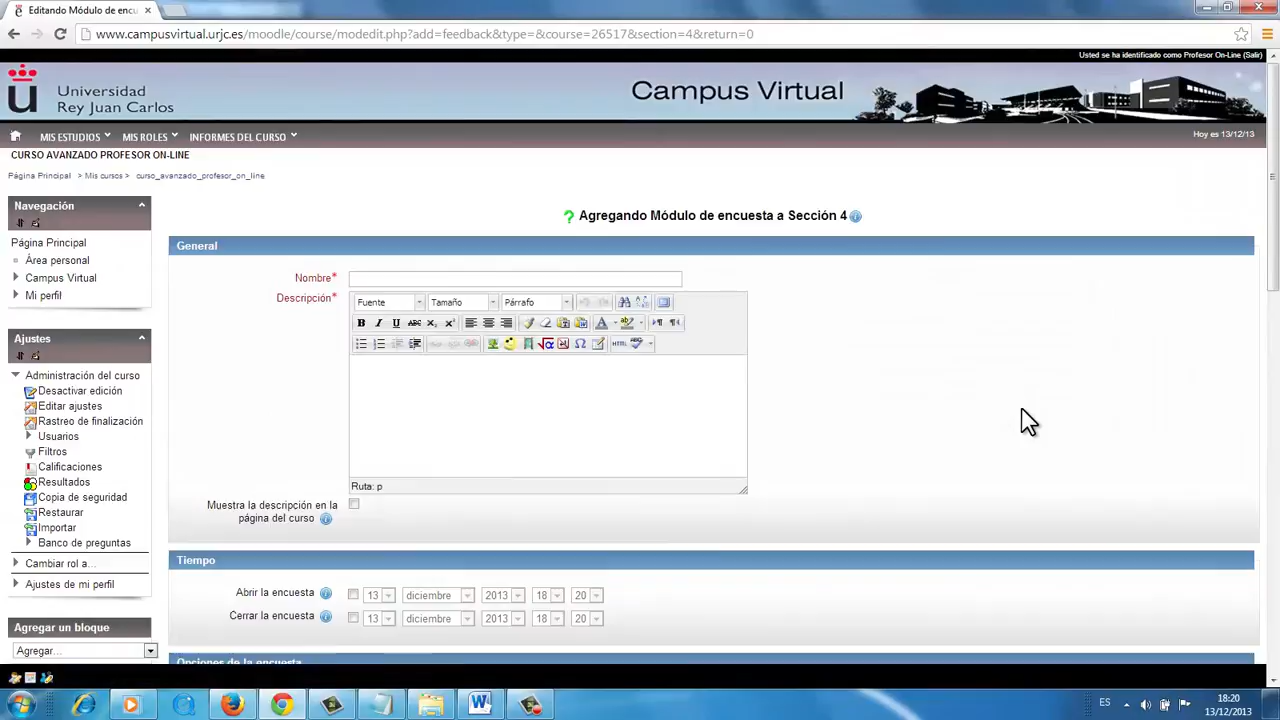 Editando Módulo de encu
www.campusvirtual.urjc.es/moodle/course/modedit.php?add=feedback&type=&course=26517&section=4&return=0
Usted se ha identificado como Profesor On-Line (Salir)
Universidad
Rey Juan Carlos
Campus Virtual
MIS ESTUDIOS MIS ROLES INFORMES DEL CURSO
Hoy es 13/12/13
CURSO AVANZADO PROFESOR ON-LINE
Página Principal > Mis cursos > curso_avanzado_profesor_on_line
Navegación
Página Principal
Área personal
Campus Virtual
Mi perfil
Ajustes
Administración del curso
Desactivar edición
Editar ajustes
Rastreo de finalización
Usuarios
Filtros
Calificaciones
Resultados
Copia de seguridad
Restaurar
Importar
Banco de preguntas
Cambiar rol a...
Ajustes de mi perfil
Agregar un bloque
Agregar...
Agregando Módulo de encuesta a Sección 4
General
Nombre*
Descripción*
Fuente Tamaño Párrafo
B I U ABC
HTML
Ruta: p
Muestra la descripción en la
página del curso
Tiempo
Abrir la encuesta 13 diciembre 2013 18 20
Cerrar la encuesta 13 diciembre 2013 18 20
Opciones de la encuesta
ES
18:20
13/12/2013